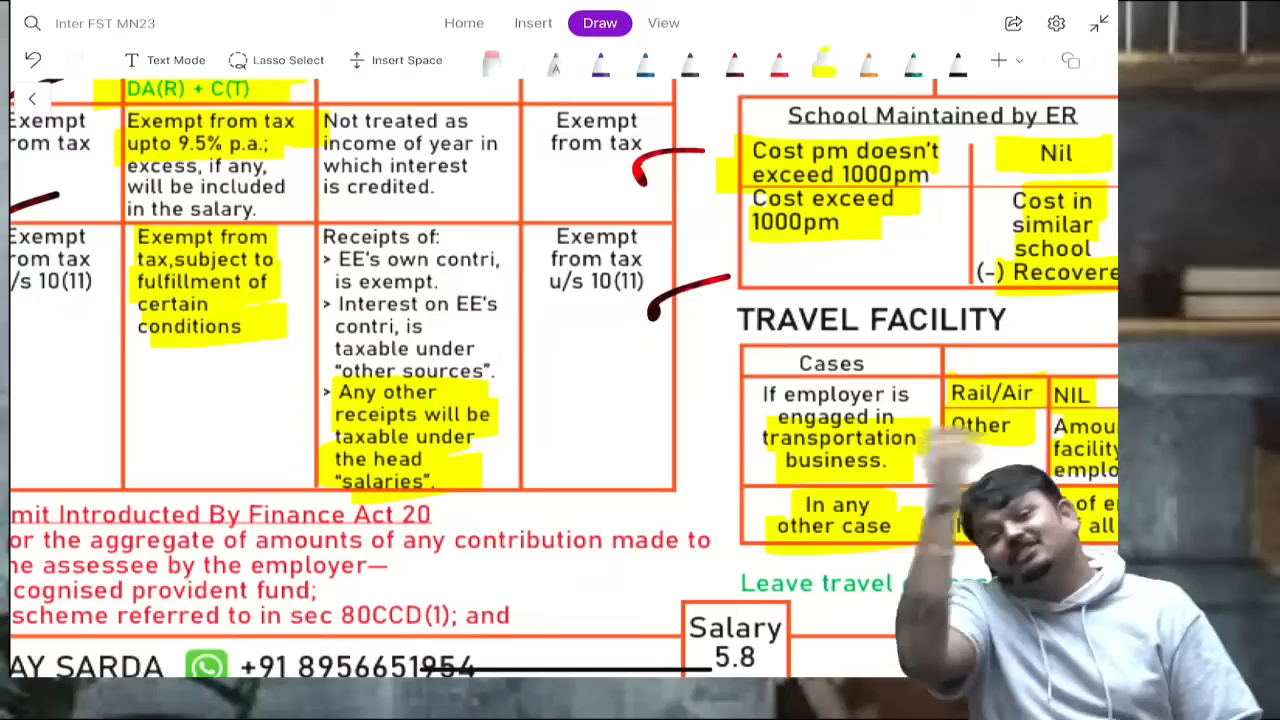 Inter FST MN23
Home
Insert
Draw
View
Text Mode
Lasso Select
Insert Space
DA(R) + C(T)
Exempt
rom tax
Exempt from tax
upto 9.5% p.a.;
excess, if any,
will be included
in the salary.
Not treated as
income of year in
which interest
is credited.
Exempt
from tax
Exempt
rom tax
/s 10(11)
Exempt from
tax,subject to
fulfillment of
certain
conditions
Receipts of:
> EE's own contri,
is exempt.
> Interest on EE's
contri, is
taxable under
"other sources".
> Any other
receipts will be
taxable under
the head
"salaries".
Exempt
from tax
u/s 10(11)
mit Introducted By Finance Act 20
or the aggregate of amounts of any contribution made to
he assessee by the employer—
cognised provident fund;
scheme referred to in sec 80CCD(1); and
AY SARDA +91 8956651954
Salary
5.8
School Maintained by ER
Cost pm doesn't
exceed 1000pm
Nil
Cost exceed
1000pm
Cost in
similar
school
(-) Recovere
TRAVEL FACILITY
Cases
If employer is
engaged in
transportation
business.
Rail/Air
NIL
Other
Amou
facility
emplo
In any
other case
of e
all
Leave travel